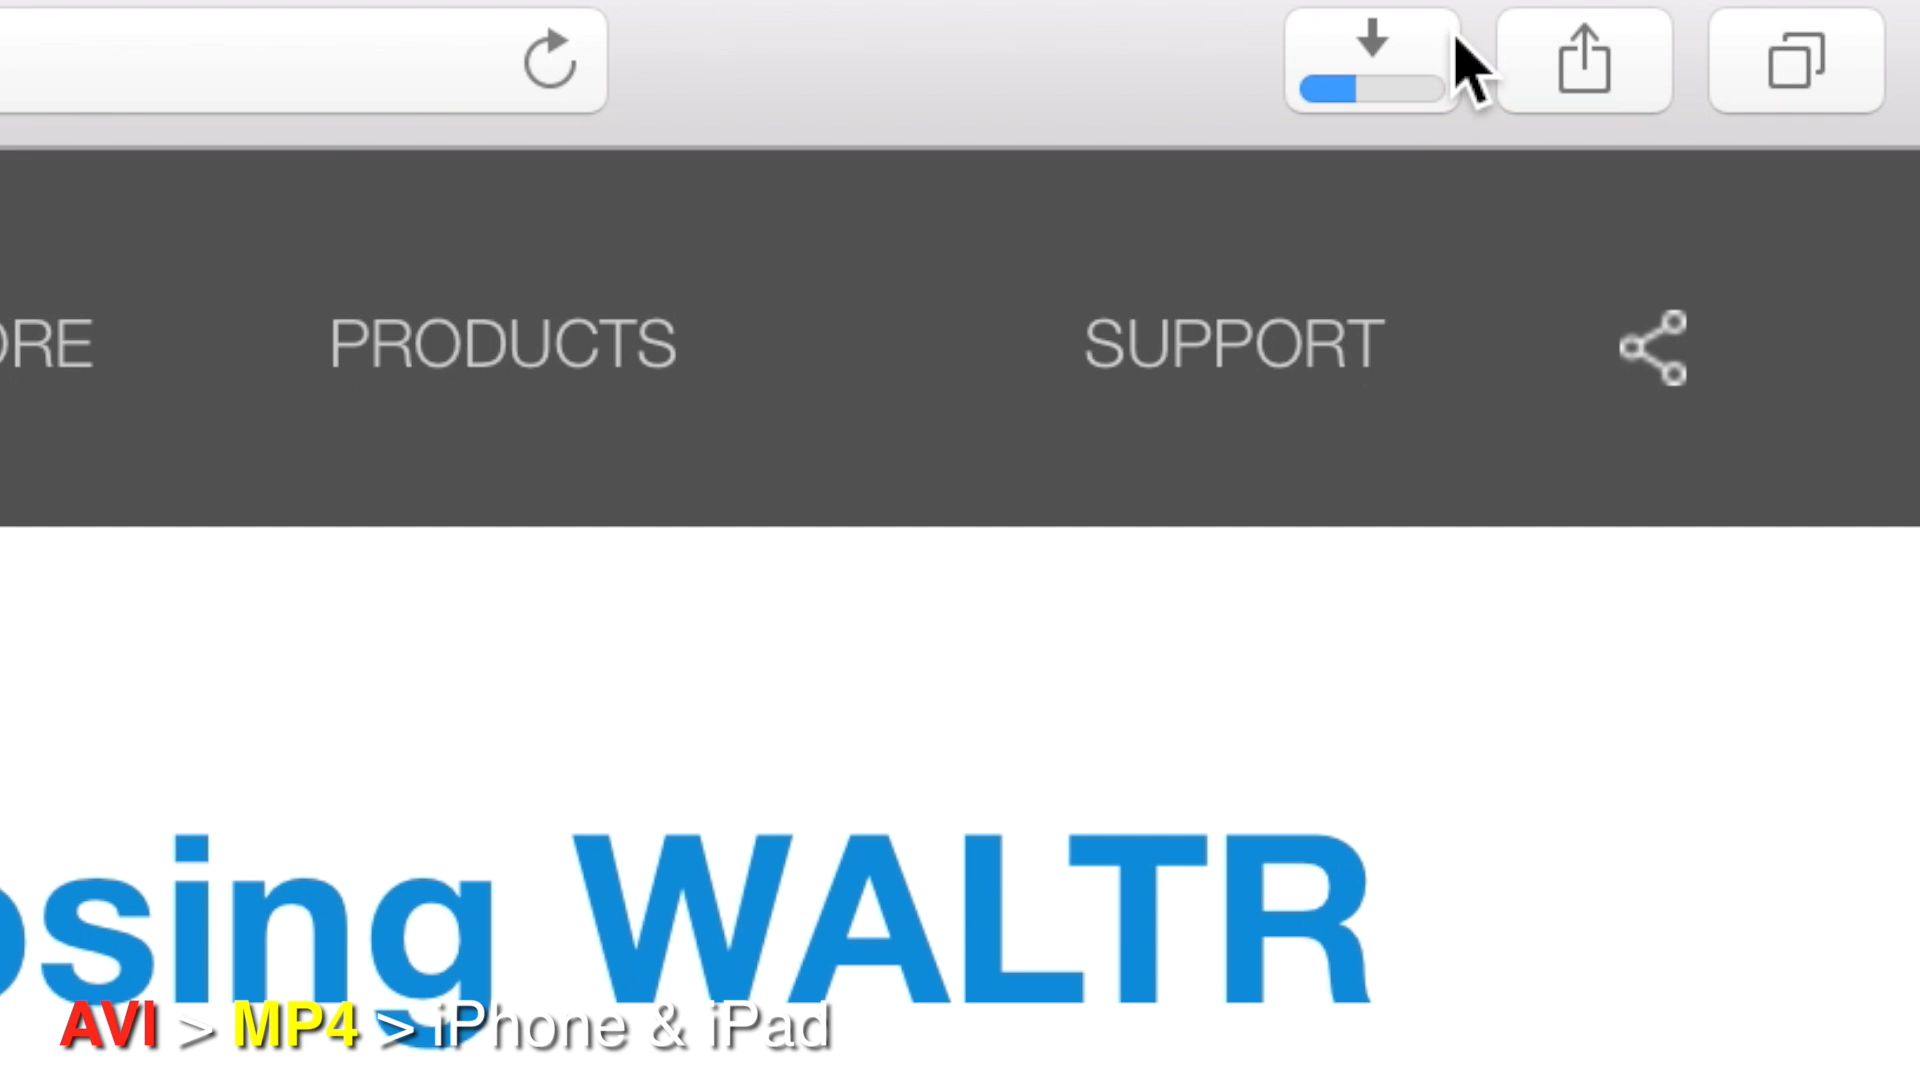 ORE PRODUCTS SUPPORT
osing WALTR
AVI > MP4 > iPhone & iPad